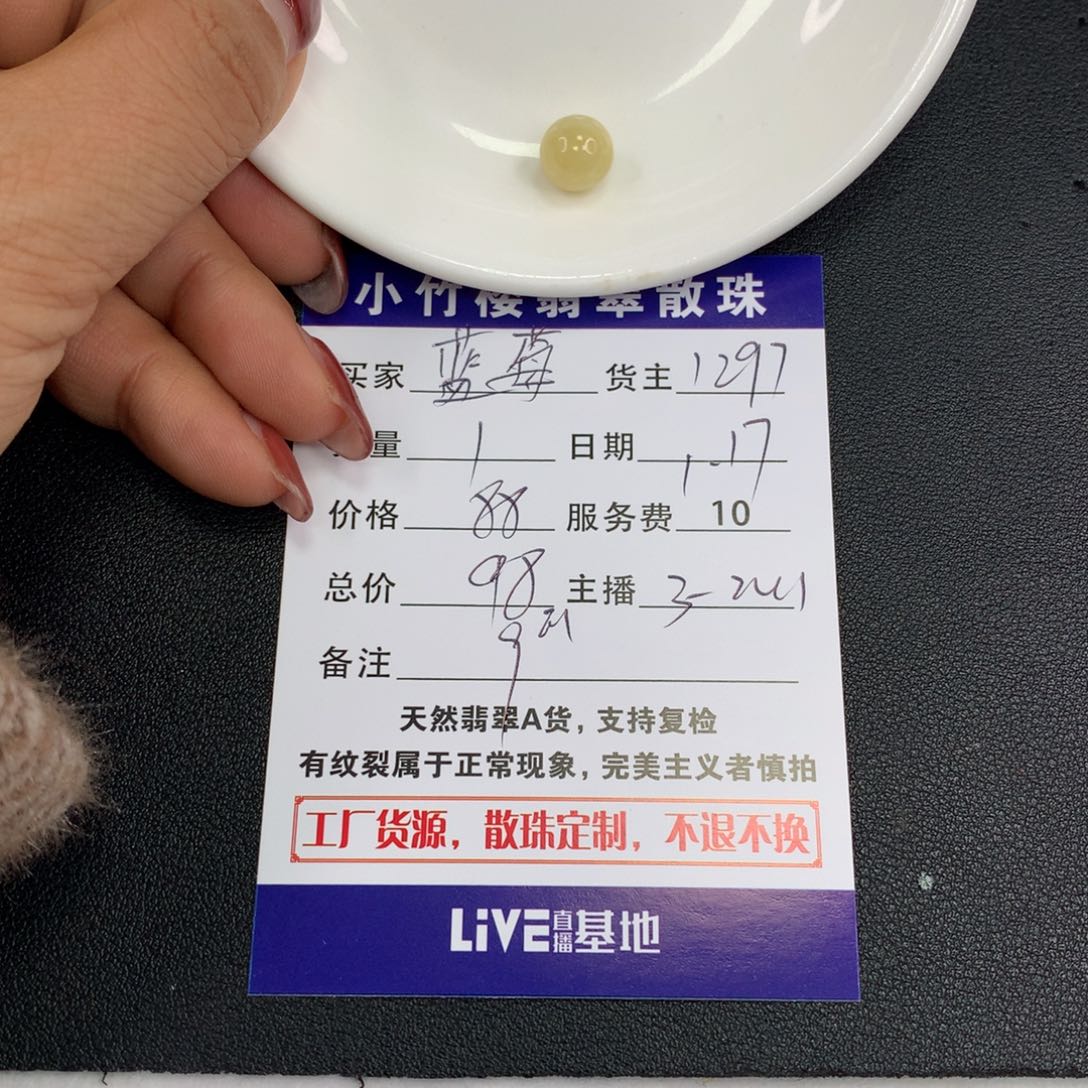 小竹楼翡翠散珠
买家 蓝莓 货主 1297
量 1 日期 1.17
价格 88 服务费 10
总价 98 主播
备注 9
天然翡翠A货，支持复检
有纹裂属于正常现象，完美主义者慎拍
工厂货源，散珠定制，不退不换
LiVE直播基地